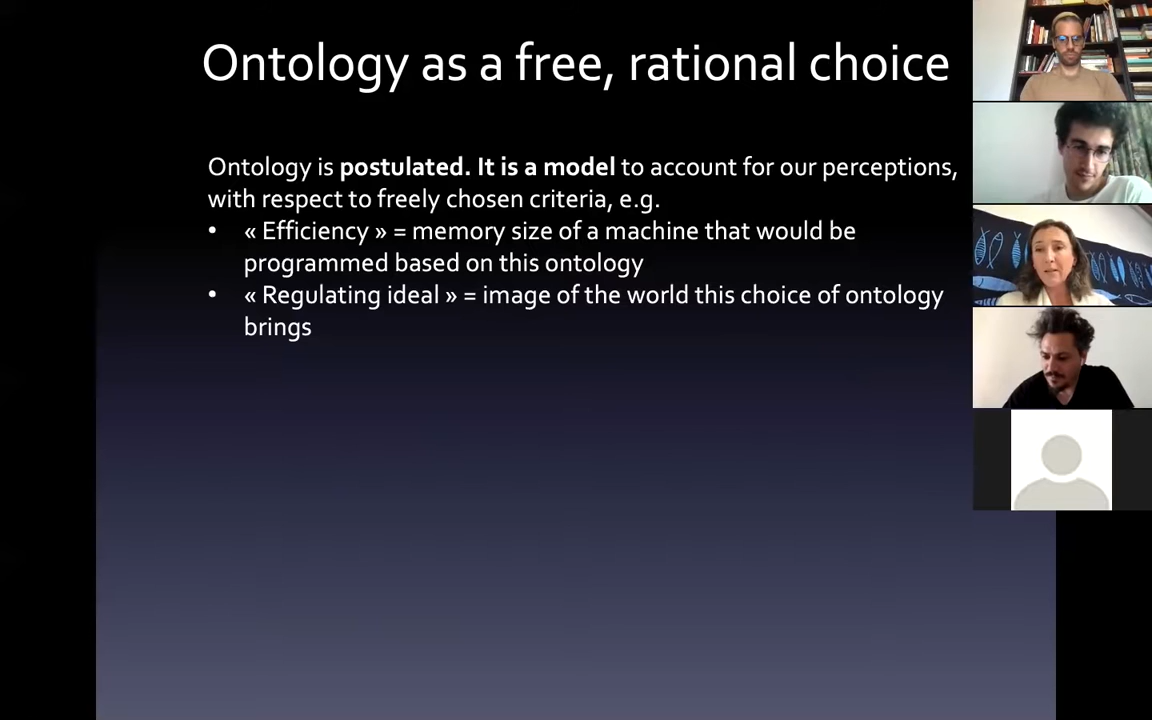 Ontology as a free, rational choice
Ontology is postulated. It is a model to account for our perceptions,
with respect to freely chosen criteria, e.g.
• « Efficiency » = memory size of a machine that would be
programmed based on this ontology
• « Regulating ideal » = image of the world this choice of ontology
brings